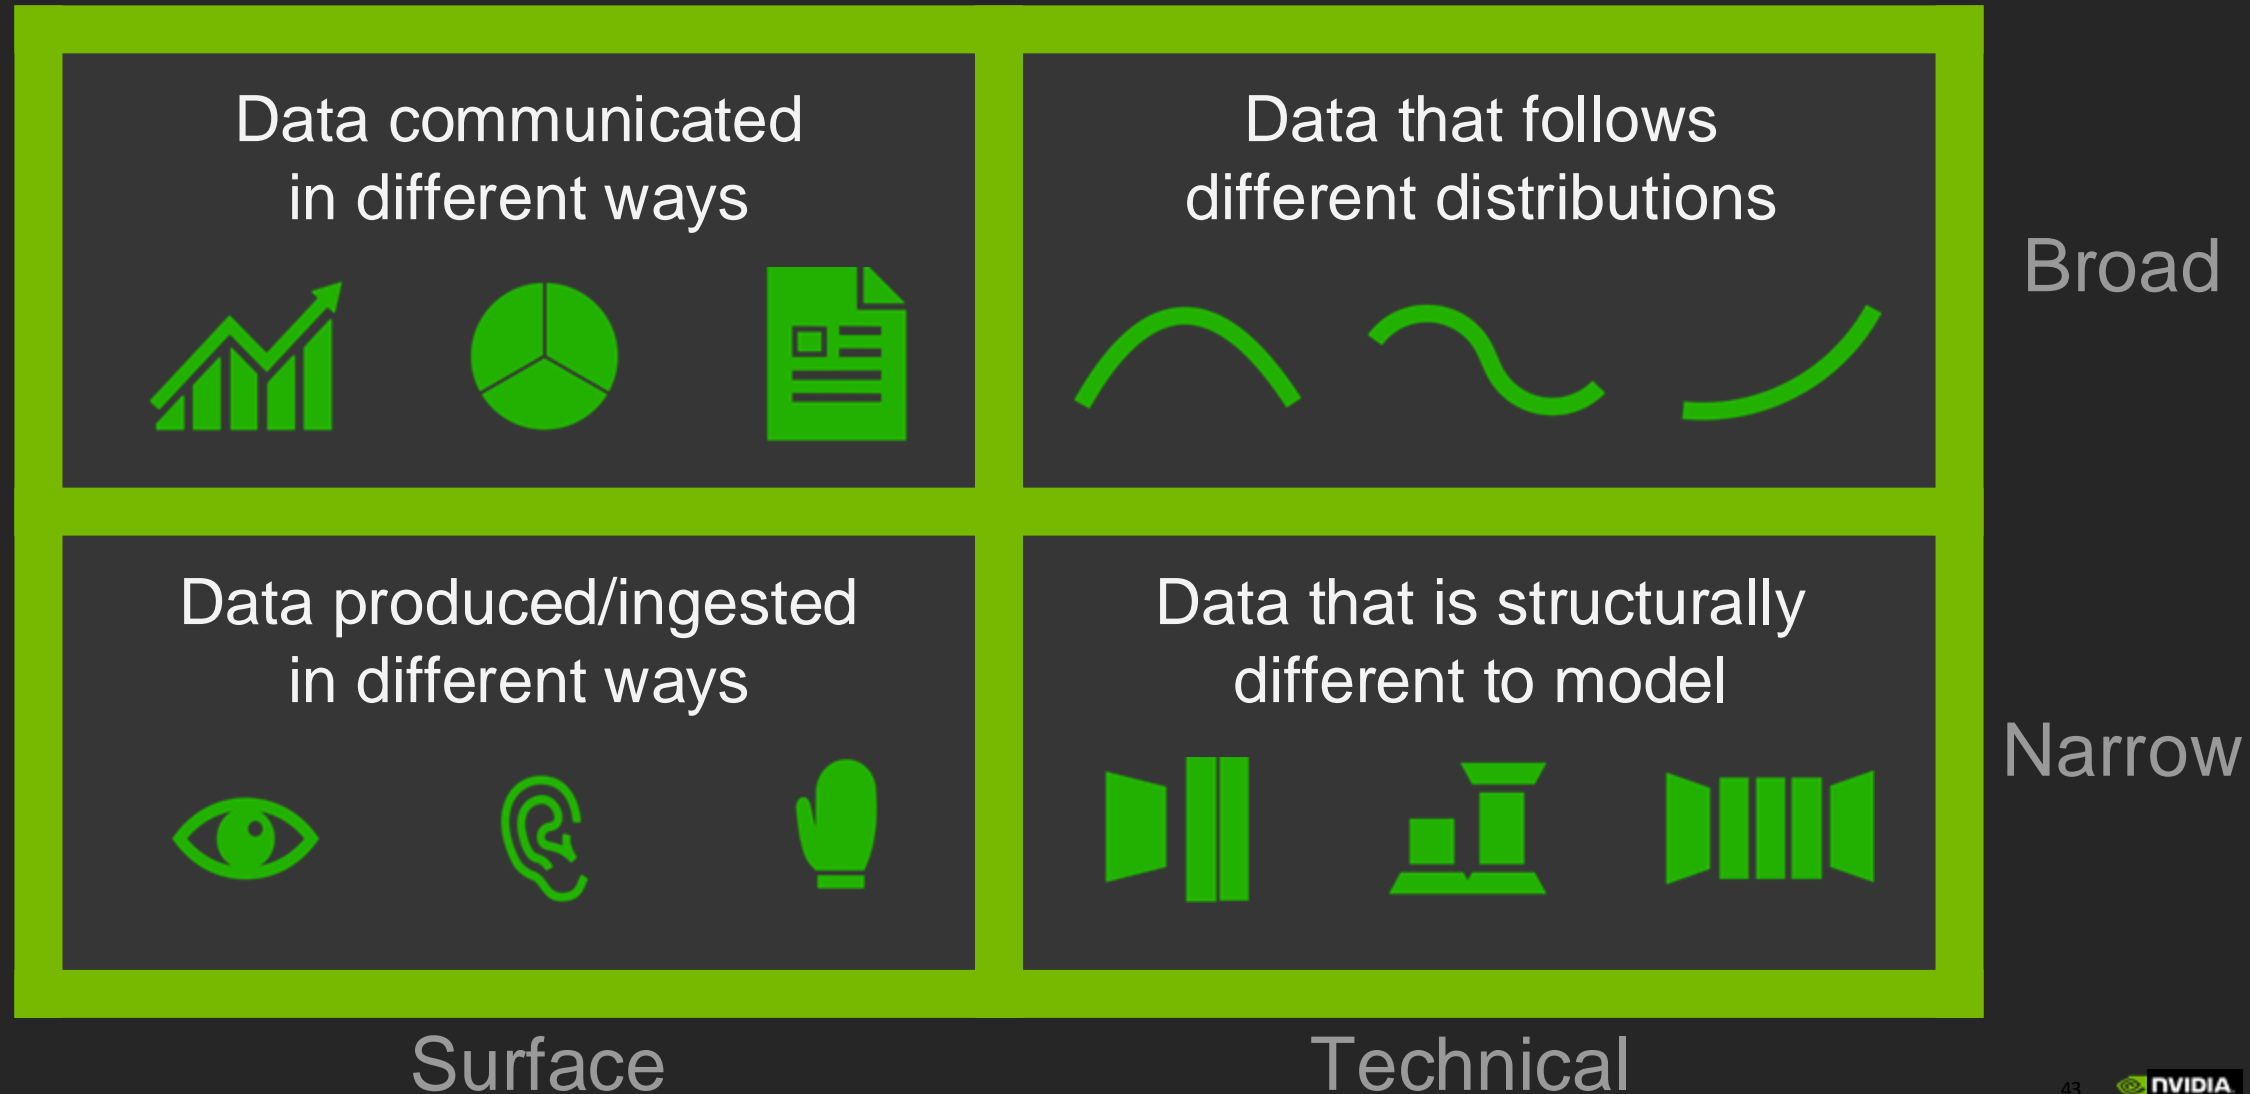 Data communicated
in different ways
Data that follows
different distributions
Broad
Data produced/ingested
in different ways
Data that is structurally
different to model
Narrow
Surface
Technical
43
NVIDIA